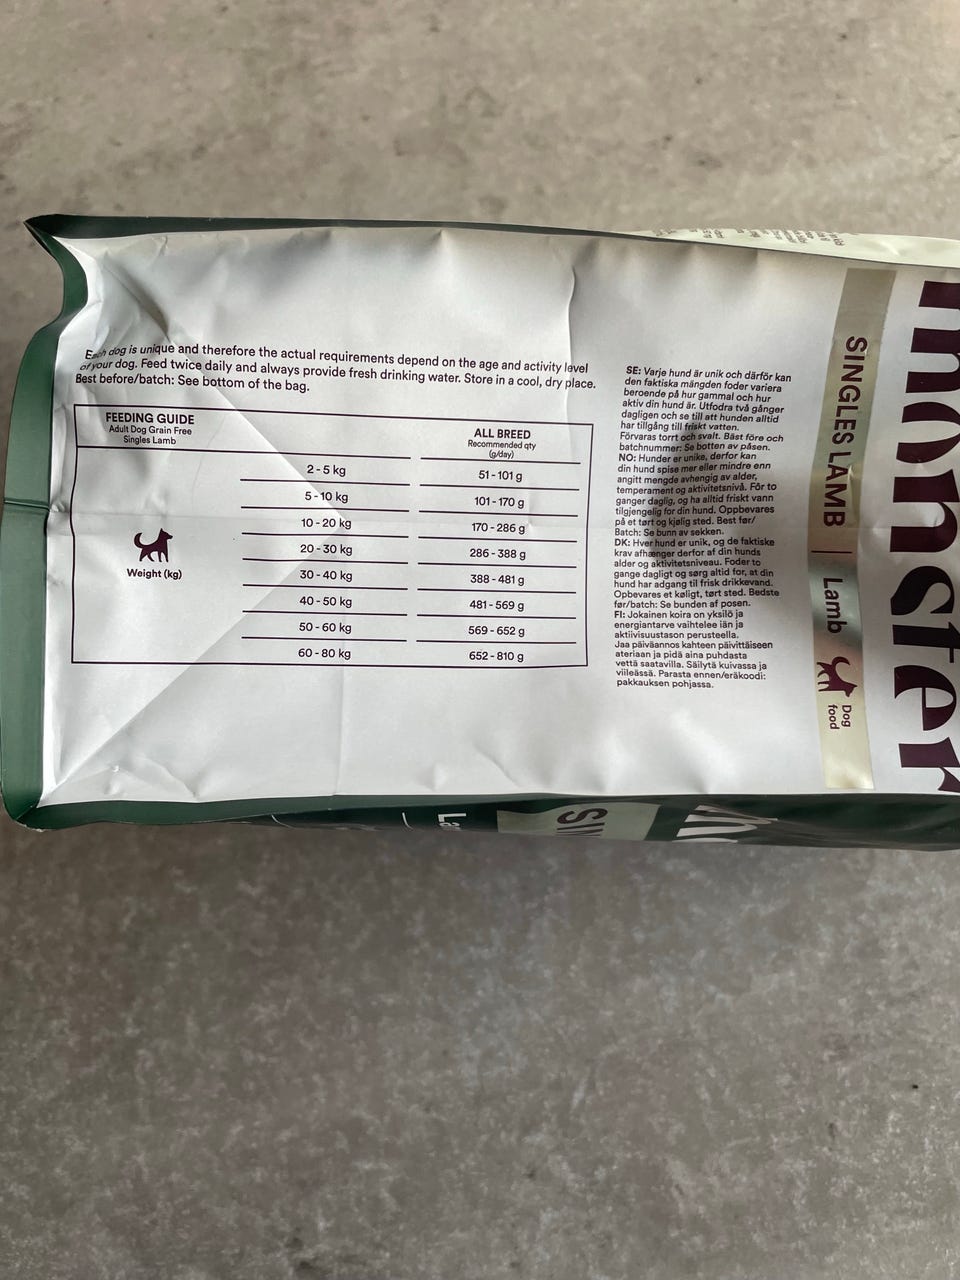 Each dog is unique and therefore the actual requirements depend on the age and activity level
of your dog. Feed twice daily and always provide fresh drinking water. Store in a cool, dry place.
Best before/batch: See bottom of the bag.
FEEDING GUIDE
Adult Dog Grain Free
Singles Lamb
ALL BREED
Recommended qty
(g/day)
Weight (kg)
2 - 5 kg 51 - 101 g
5 - 10 kg 101 - 170 g
10 - 20 kg 170 - 286 g
20 - 30 kg 286 - 388 g
30 - 40 kg 388 - 481 g
40 - 50 kg 481 - 569 g
50 - 60 kg 569 - 652 g
60 - 80 kg 652 - 810 g
SE: Varje hund är unik och därför kan
den faktiska mängden foder variera
beroende på hur gammal och hur
aktiv din hund är. Utfodra två gånger
dagligen och se till att hunden alltid
har tillgång till friskt vatten.
Förvaras torrt och svalt. Bäst före och
batchnummer: Se botten av påsen.
NO: Hunder er unike, derfor kan
din hund spise mer eller mindre enn
angitt mengde avhengig av alder,
temperament og aktivitetsnivå. Fôr to
ganger daglig, og ha alltid friskt vann
tilgjengelig for din hund. Oppbevares
på et tørt og kjølig sted. Best før/
Batch: Se bunn av sekken.
DK: Hver hund er unik, og de faktiske
krav afhænger derfor af din hunds
alder og aktivitetsniveau. Foder to
gange dagligt og sørg altid for, at din
hund har adgang til frisk drikkevand.
Opbevares et køligt, tørt sted. Bedste
før/batch: Se bunden af posen.
FI: Jokainen koira on yksilö ja
energiantarve vaihtelee iän ja
aktiivisuustason perusteella.
Jaa päiväannos kahteen päivittäiseen
ateriaan ja pidä aina puhdasta
vettä saatavilla. Säilytä kuivassa ja
viileässä. Parasta ennen/eräkoodi:
pakkauksen pohjassa.
SINGLES LAMB | Lamb
Dog
food
monster